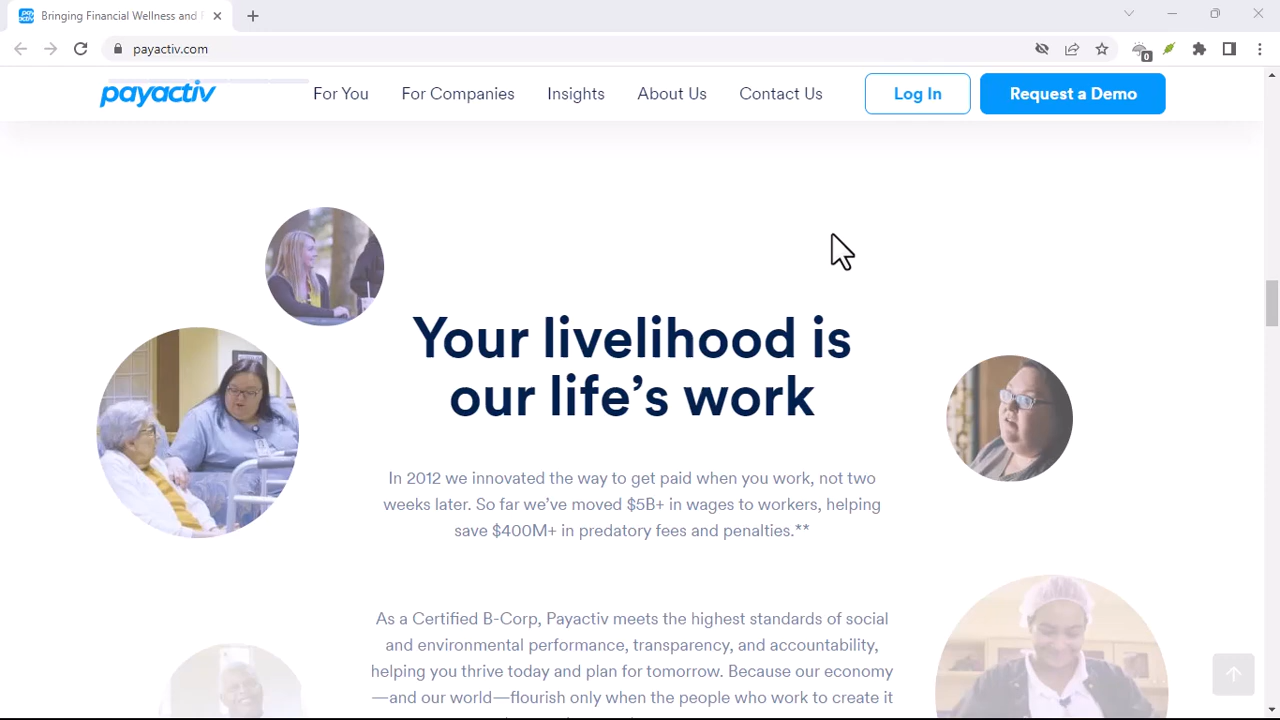 Bringing Financial Wellness and
payactiv.com
0
payactiv
For You
For Companies
Insights
About Us
Contact Us
Log In
Request a Demo
Your livelihood is
our life’s work
In 2012 we innovated the way to get paid when you work, not two
weeks later. So far we’ve moved $5B+ in wages to workers, helping
save $400M+ in predatory fees and penalties.**
As a Certified B-Corp, Payactiv meets the highest standards of social
and environmental performance, transparency, and accountability,
helping you thrive today and plan for tomorrow. Because our economy
—and our world—flourish only when the people who work to create it